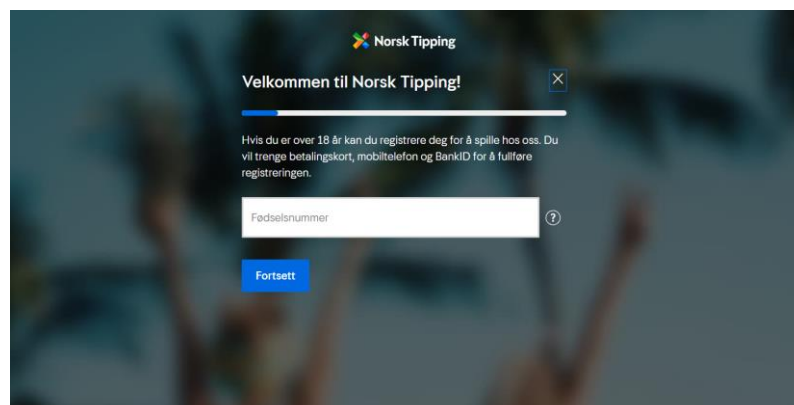 Norsk Tipping
Velkommen til Norsk Tipping!
Hvis du er over 18 år kan du registrere deg for å spille hos oss. Du
vil trenge betalingskort, mobiltelefon og BankID for å fullføre
registreringen.
Fødselsnummer
?
Fortsett